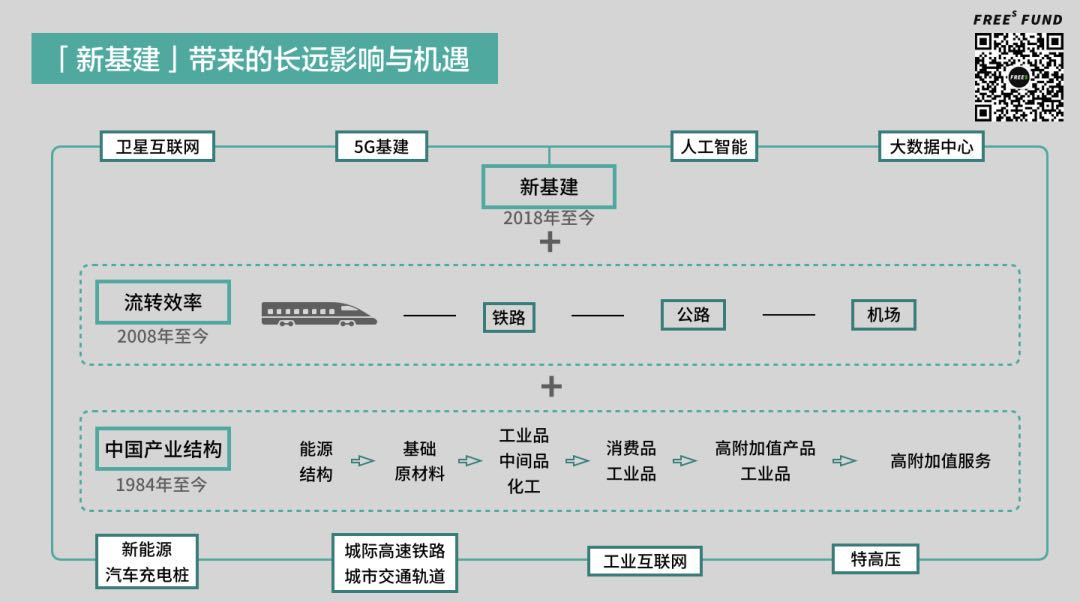 FREEˢ FUND
「新基建」带来的长远影响与机遇
FREES
卫星互联网
5G基建
人工智能
大数据中心
新基建
2018年至今
+
流转效率
2008年至今
铁路
公路
机场
+
中国产业结构
1984年至今
能源
结构
基础
原材料
工业品
中间品
化工
消费品
工业品
高附加值产品
工业品
高附加值服务
新能源
汽车充电桩
城际高速铁路
城市交通轨道
工业互联网
特高压